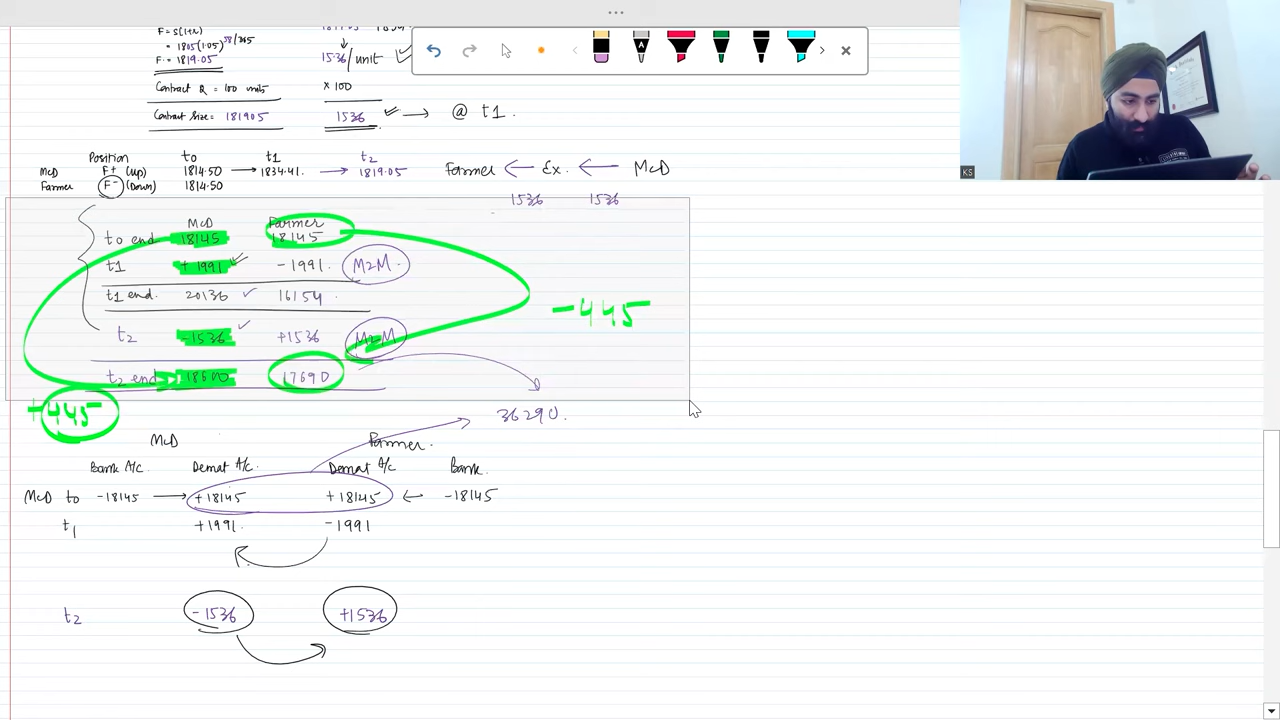 F = S(1+r)
= 1805(1.05)^58/365
F = 1819.05
15.36/unit
Contract Q = 100 units × 100
Contract Size = 181905 1536 → @ t1.
Position t0 t1 t2
McD F+ (Up) 1814.50 → 1834.41. → 1819.05
Farmer F- (Down) 1814.50
Farmer ← Ex. ← McD
1536 1536
McD Farmer
t0 end 18145 18145
t1 +1991 -1991. M2M.
t1 end. 20136 16154.
-445
t2 -1536 +1536 M2M
t2 end 18600 17690
+445
36290.
McD Farmer.
Bank A/c Demat A/c. Demat A/c Bank.
McD t0 -18145 → +18145 +18145 ← -18145
t1 +1991. -1991
t2 -1536 +1536
KS
A